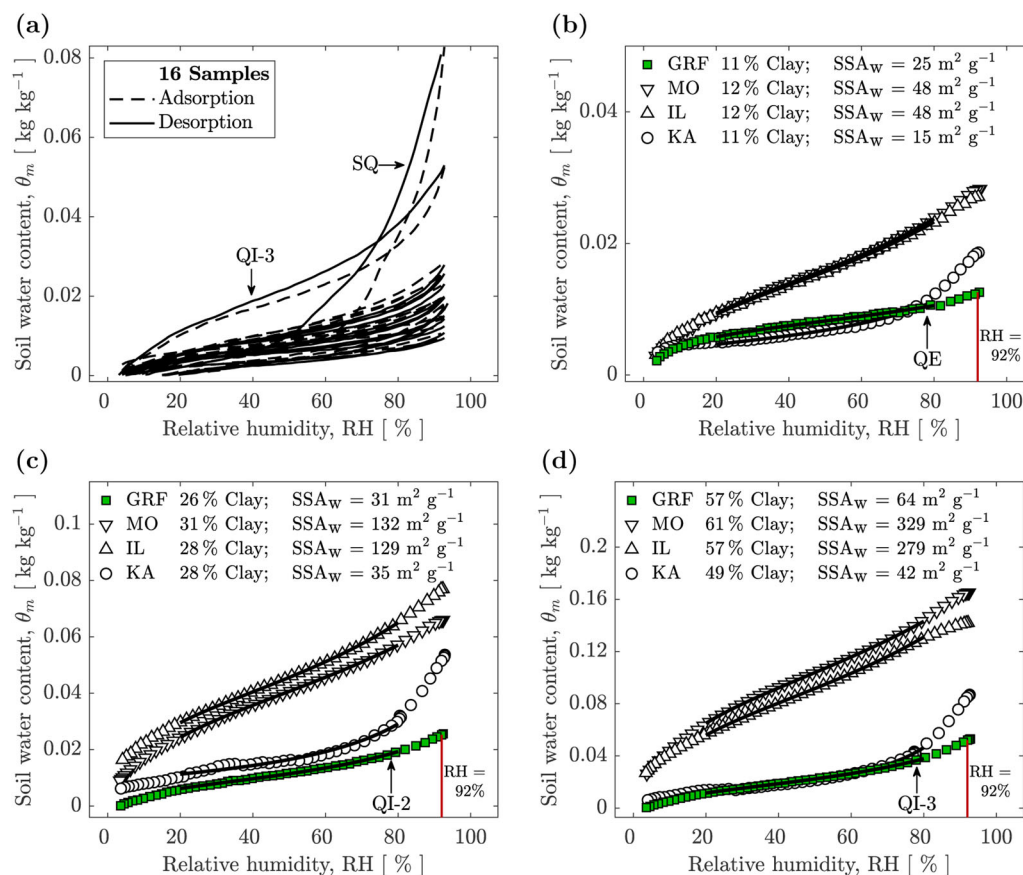 (a)
Soil water content, θm [ kg kg⁻¹ ]
0.08
0.06
0.04
0.02
0
16 Samples
Adsorption
Desorption
SQ
QI-3
0 20 40 60 80 100
Relative humidity, RH [ % ]
(b)
Soil water content, θm [ kg kg⁻¹ ]
0.04
0.02
0
GRF 11 % Clay; SSAW = 25 m² g⁻¹
MO 12 % Clay; SSAW = 48 m² g⁻¹
IL 12 % Clay; SSAW = 48 m² g⁻¹
KA 11 % Clay; SSAW = 15 m² g⁻¹
QE
RH =
92%
0 20 40 60 80 100
Relative humidity, RH [ % ]
(c)
Soil water content, θm [ kg kg⁻¹ ]
0.1
0.08
0.06
0.04
0.02
0
GRF 26 % Clay; SSAW = 31 m² g⁻¹
MO 31 % Clay; SSAW = 132 m² g⁻¹
IL 28 % Clay; SSAW = 129 m² g⁻¹
KA 28 % Clay; SSAW = 35 m² g⁻¹
QI-2
RH =
92%
0 20 40 60 80 100
Relative humidity, RH [ % ]
(d)
Soil water content, θm [ kg kg⁻¹ ]
0.2
0.16
0.12
0.08
0.04
0
GRF 57 % Clay; SSAW = 64 m² g⁻¹
MO 61 % Clay; SSAW = 329 m² g⁻¹
IL 57 % Clay; SSAW = 279 m² g⁻¹
KA 49 % Clay; SSAW = 42 m² g⁻¹
QI-3
RH =
92%
0 20 40 60 80 100
Relative humidity, RH [ % ]